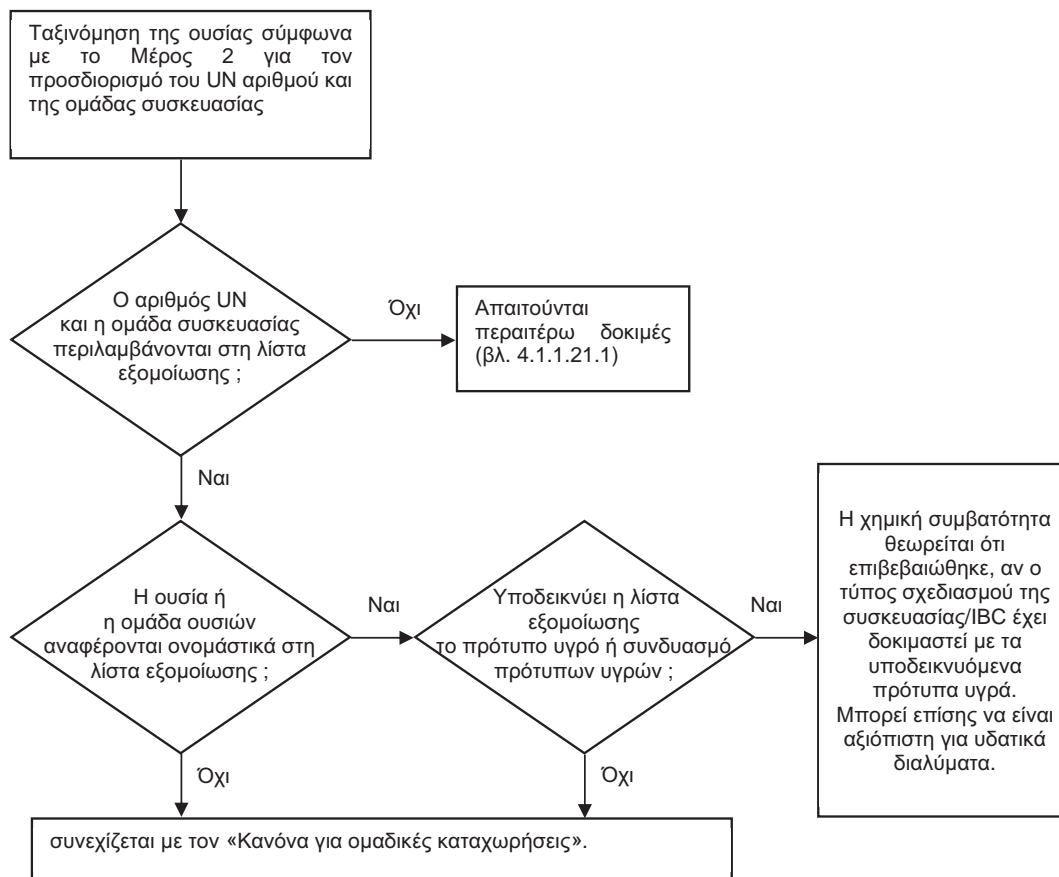 Ταξινόμηση της ουσίας σύμφωνα
με το Μέρος 2 για τον
προσδιορισμό του UN αριθμού και
της ομάδας συσκευασίας
Ο αριθμός UN
και η ομάδα συσκευασίας
περιλαμβάνονται στη λίστα
εξομοίωσης ;
Όχι
Απαιτούνται
περαιτέρω δοκιμές
(βλ. 4.1.1.21.1)
Ναι
Η ουσία ή
η ομάδα ουσιών
αναφέρονται ονομάστικά στη
λίστα εξομοίωσης ;
Ναι
Υποδεικνύει η λίστα
εξομοίωσης
το πρότυπο υγρό ή συνδυασμό
πρότυπων υγρών ;
Ναι
Η χημική συμβατότητα
θεωρείται ότι
επιβεβαιώθηκε, αν ο
τύπος σχεδιασμού της
συσκευασίας/IBC έχει
δοκιμαστεί με τα
υποδεικνυόμενα
πρότυπα υγρά.
Μπορεί επίσης να είναι
αξιόπιστη για υδατικά
διαλύματα.
Όχι
Όχι
συνεχίζεται με τον «Κανόνα για ομαδικές καταχωρήσεις».